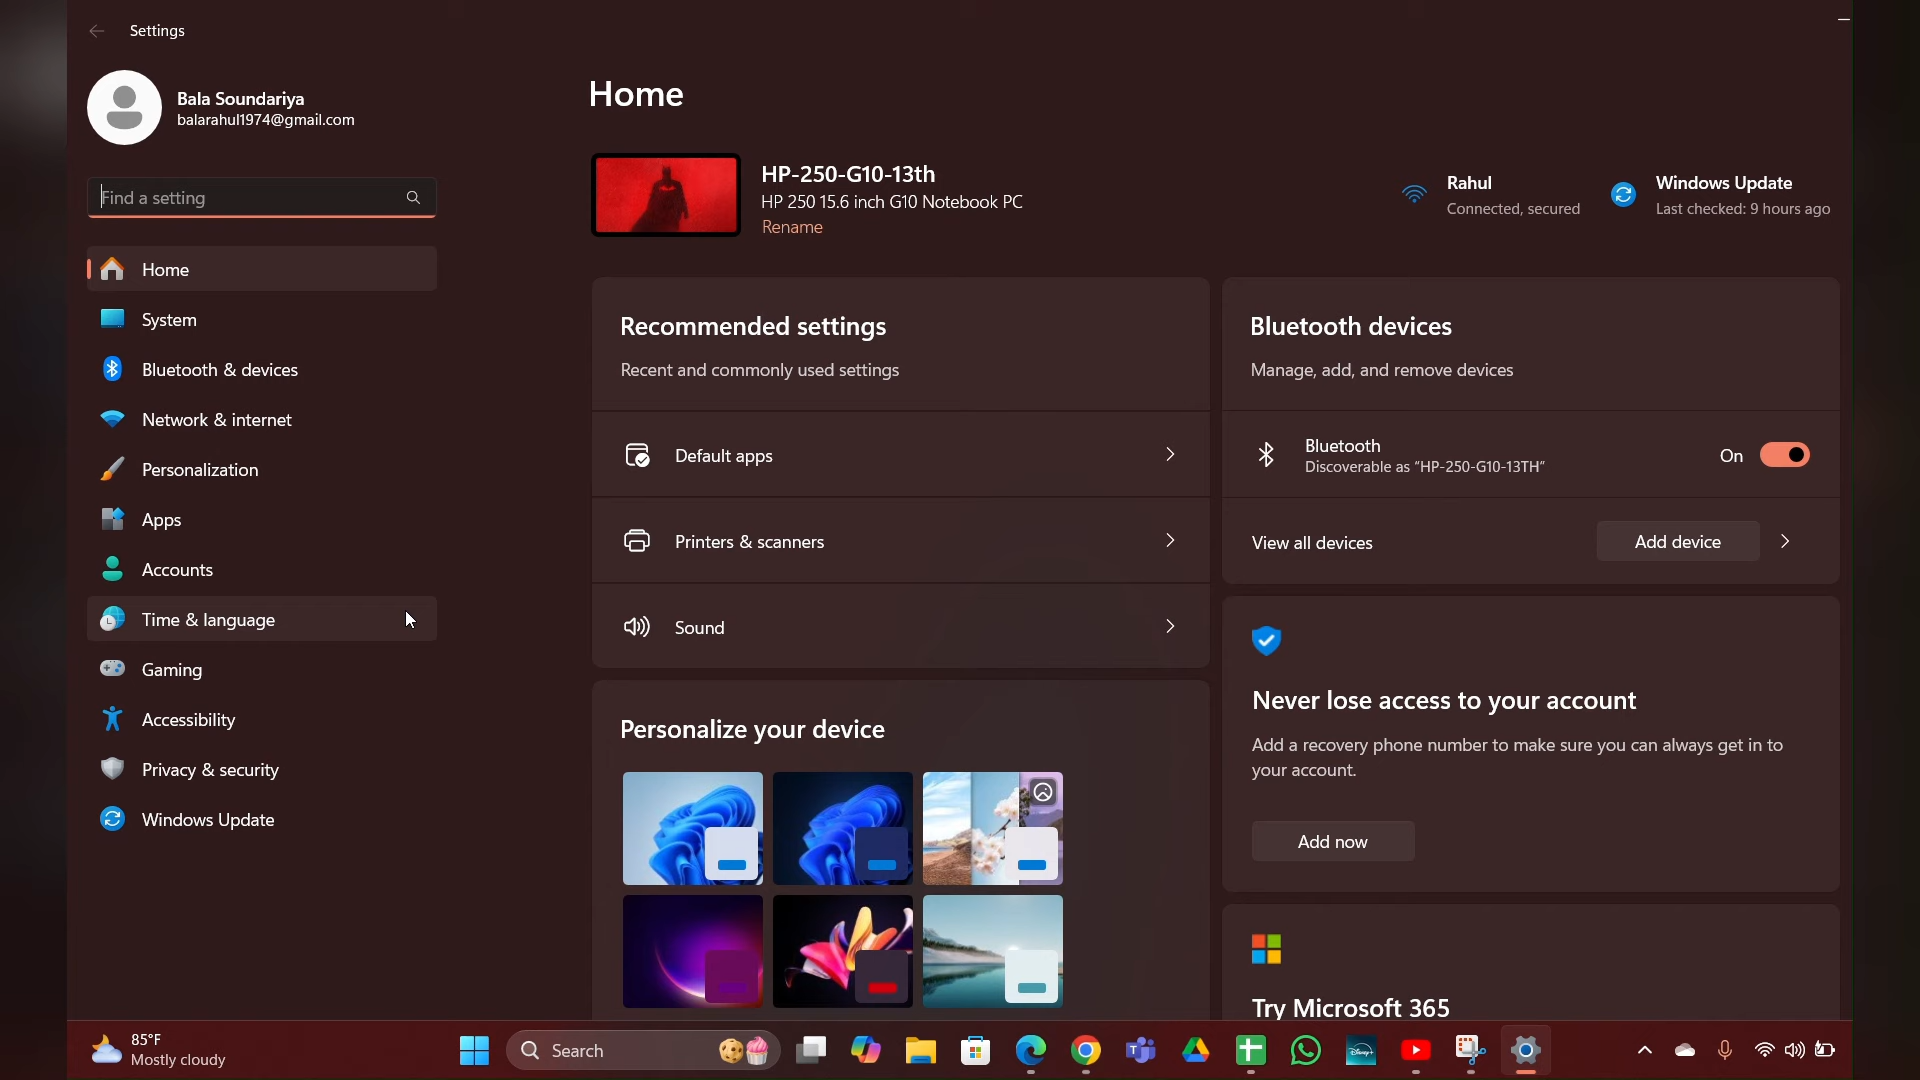 Settings
Bala Soundariya
balarahul1974@gmail.com
Find a setting
Home
System
Bluetooth & devices
Network & internet
Personalization
Apps
Accounts
Time & language
Gaming
Accessibility
Privacy & security
Windows Update
Home
HP-250-G10-13th
HP 250 15.6 inch G10 Notebook PC
Rename
Rahul
Connected, secured
Windows Update
Last checked: 9 hours ago
Recommended settings
Recent and commonly used settings
Default apps
Printers & scanners
Sound
Personalize your device
Bluetooth devices
Manage, add, and remove devices
Bluetooth
Discoverable as “HP-250-G10-13TH”
On
View all devices
Add device
Never lose access to your account
Add a recovery phone number to make sure you can always get in to
your account.
Add now
Try Microsoft 365
85°F
Mostly cloudy
Search
Disney+